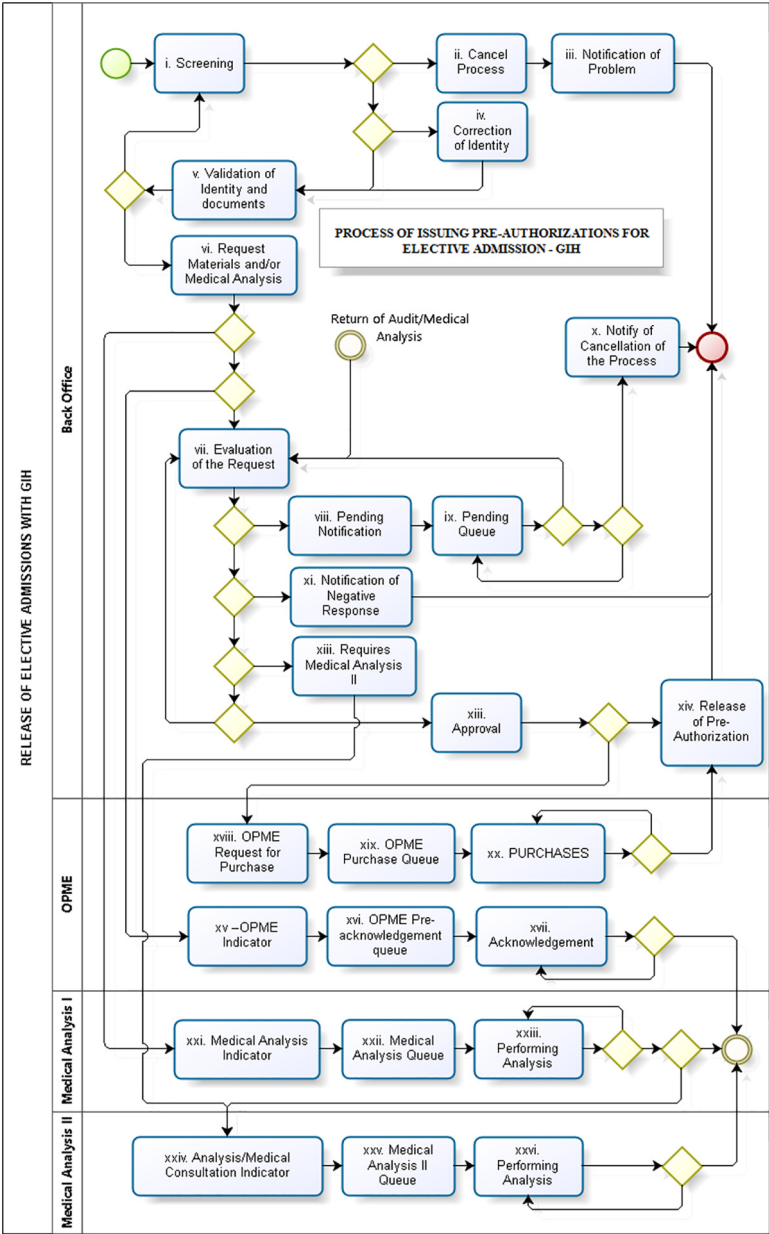 RELEASE OF ELECTIVE ADMISSIONS WITH GIH
Back Office
i. Screening
ii. Cancel
Process
iii. Notification of
Problem
iv.
Correction
of Identity
v. Validation of
Identity and
documents
PROCESS OF ISSUING PRE-AUTHORIZATIONS FOR
ELECTIVE ADMISSION - GIH
vi. Request
Materials and/or
Medical Analysis
Return of Audit/Medical
Analysis
x. Notify of
Cancellation of
the Process
vii. Evaluation
of the Request
viii. Pending
Notification
ix. Pending
Queue
xi. Notification of
Negative
Response
xiii. Requires
Medical Analysis
II
xiii.
Approval
xiv. Release
of Pre-
Authorization
OPME
xviii. OPME
Request for
Purchase
xix. OPME
Purchase Queue
xx. PURCHASES
xv –OPME
Indicator
xvi. OPME Pre-
acknowledgement
queue
xvii.
Acknowledgement
Medical Analysis I
xxi. Medical Analysis
Indicator
xxii. Medical
Analysis Queue
xxiii.
Performing
Analysis
Medical Analysis II
xxiv. Analysis/Medical
Consultation Indicator
xxv. Medical
Analysis II
Queue
xxvi.
Performing
Analysis